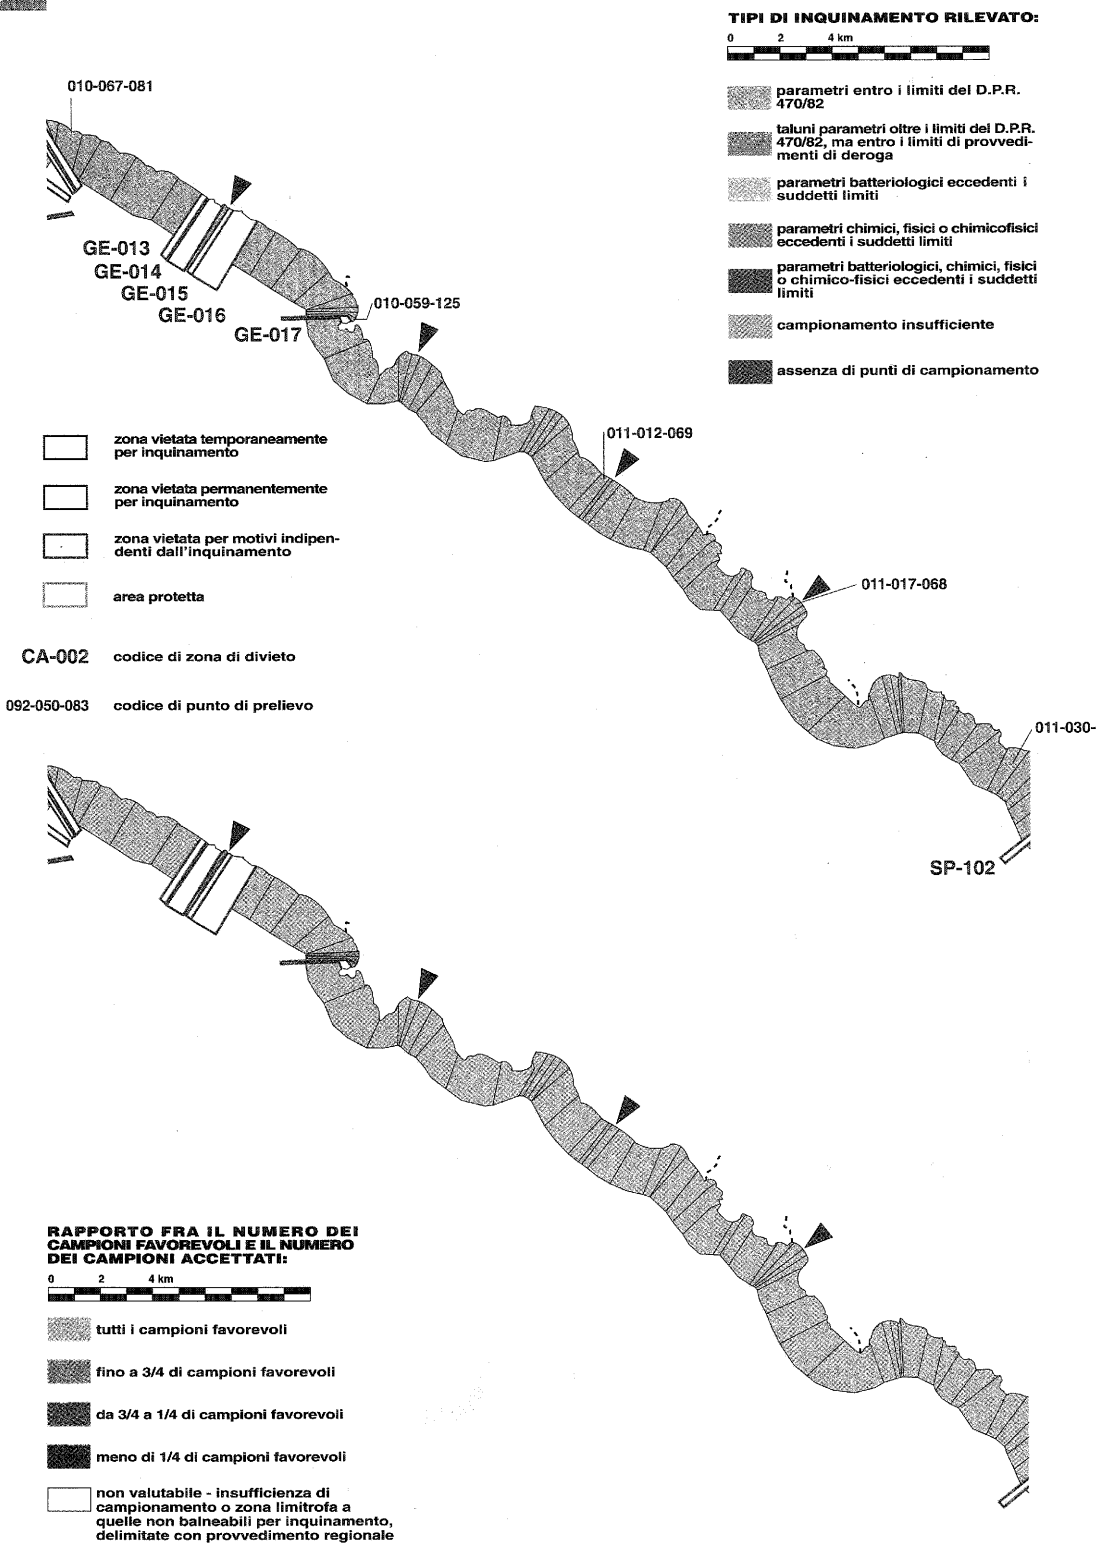 TIPI DI INQUINAMENTO RILEVATO:
0 2 4 km
parametri entro i limiti del D.P.R.
470/82
taluni parametri oltre i limiti del D.P.R.
470/82, ma entro i limiti di provvedi-
menti di deroga
parametri batteriologici eccedenti i
suddetti limiti
parametri chimici, fisici o chimicofisici
eccedenti i suddetti limiti
parametri batteriologici, chimici, fisici
o chimico-fisici eccedenti i suddetti
limiti
campionamento insufficiente
assenza di punti di campionamento
010-067-081
GE-013
GE-014
GE-015
GE-016
GE-017
010-059-125
011-012-069
011-017-068
011-030-
SP-102
zona vietata temporaneamente
per inquinamento
zona vietata permanentemente
per inquinamento
zona vietata per motivi indipen-
denti dall'inquinamento
area protetta
CA-002 codice di zona di divieto
092-050-083 codice di punto di prelievo
RAPPORTO FRA IL NUMERO DEI
CAMPIONI FAVOREVOLI E IL NUMERO
DEI CAMPIONI ACCETTATI:
0 2 4 km
tutti i campioni favorevoli
fino a 3/4 di campioni favorevoli
da 3/4 a 1/4 di campioni favorevoli
meno di 1/4 di campioni favorevoli
non valutabile - insufficienza di
campionamento o zona limitrofa a
quelle non balneabili per inquinamento,
delimitate con provvedimento regionale